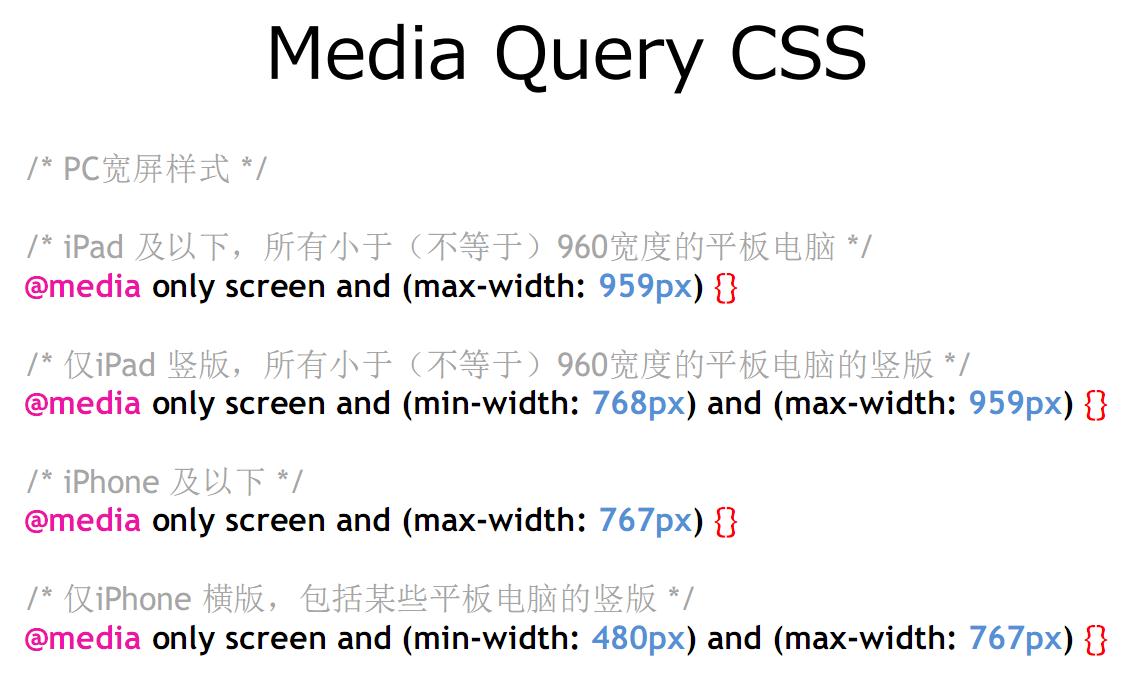 Media Query CSS
/* PC宽屏样式 */
/* iPad 及以下，所有小于（不等于）960宽度的平板电脑 */
@media only screen and (max-width: 959px) {}
/* 仅iPad 竖版，所有小于（不等于）960宽度的平板电脑的竖版 */
@media only screen and (min-width: 768px) and (max-width: 959px) {}
/* iPhone 及以下 */
@media only screen and (max-width: 767px) {}
/* 仅iPhone 横版，包括某些平板电脑的竖版 */
@media only screen and (min-width: 480px) and (max-width: 767px) {}